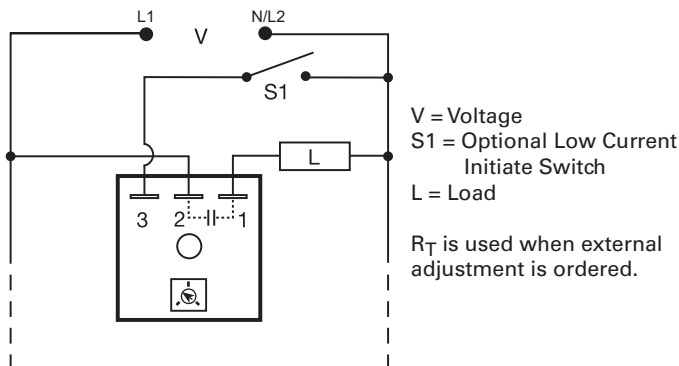 L1
V
N/L2
S1
L
3
2
1
V = Voltage
S1 = Optional Low Current
Initiate Switch
L = Load
RT is used when external
adjustment is ordered.